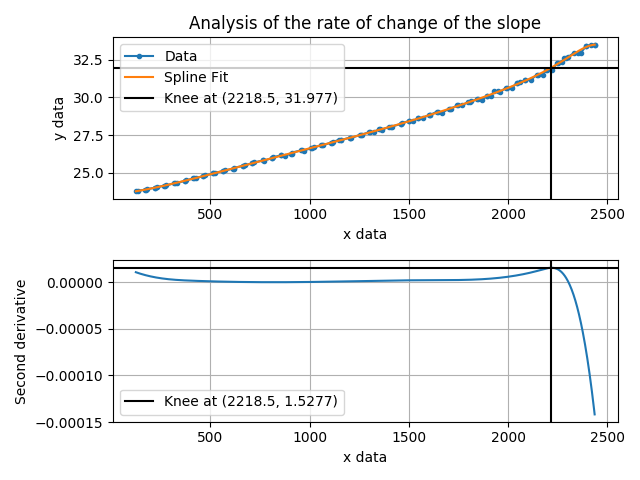 Analysis of the rate of change of the slope
Data
Spline Fit
Knee at (2218.5, 31.977)
y data
32.5
30.0
27.5
25.0
500
1000
1500
2000
2500
x data
Second derivative
0.00000
−0.00005
−0.00010
−0.00015
Knee at (2218.5, 1.5277)
500
1000
1500
2000
2500
x data